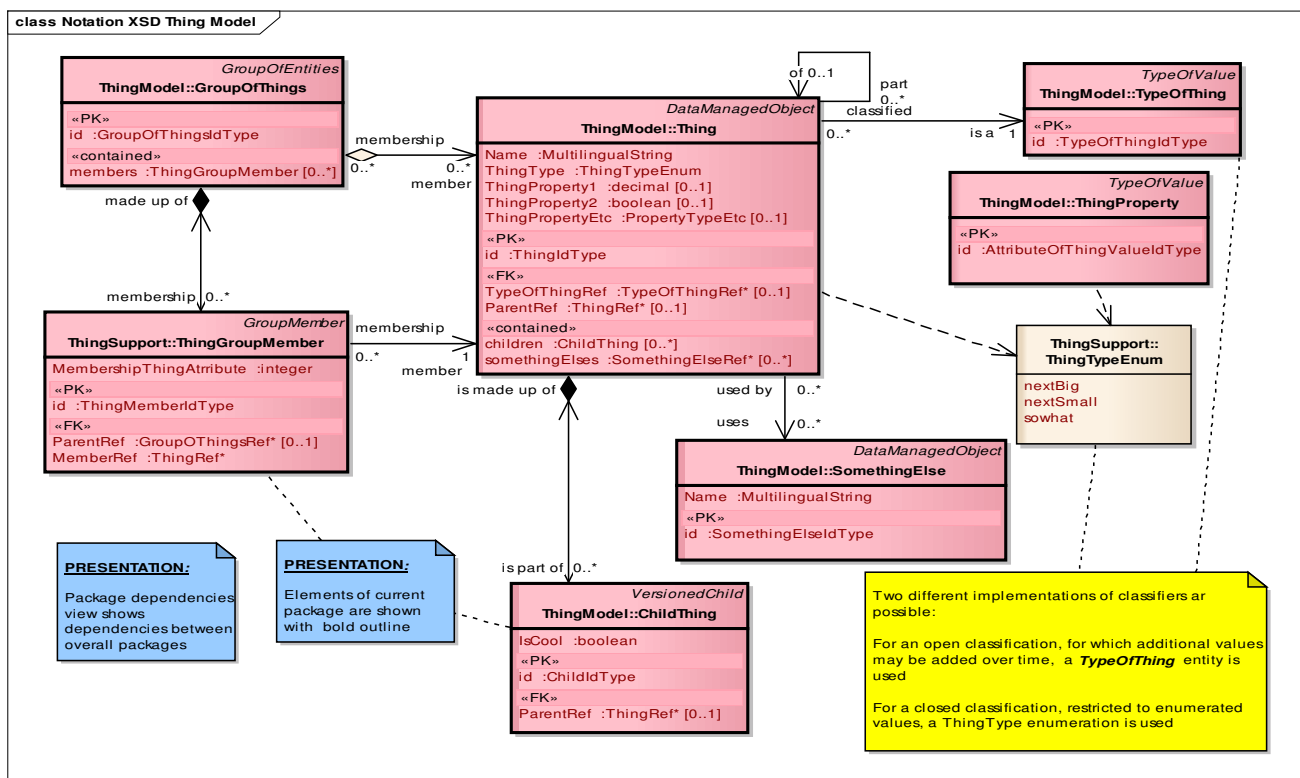 class Notation XSD Thing Model
GroupOfEntities
ThingModel::GroupOfThings
«PK»
id :GroupOfThingsIdType
«contained»
members :ThingGroupMember [0..*]
made up of
membership 0..*
membership
0..*
0..*
member
GroupMember
ThingSupport::ThingGroupMember
MembershipThingAtrribute :integer
«PK»
id :ThingMemberIdType
«FK»
ParentRef :GroupOThingsRef* [0..1]
MemberRef :ThingRef*
membership
0..*
1
member
DataManagedObject
ThingModel::Thing
Name :MultilingualString
ThingType :ThingTypeEnum
ThingProperty1 :decimal [0..1]
ThingProperty2 :boolean [0..1]
ThingPropertyEtc :PropertyTypeEtc [0..1]
«PK»
id :ThingIdType
«FK»
TypeOfThingRef :TypeOfThingRef* [0..1]
ParentRef :ThingRef* [0..1]
«contained»
children :ChildThing [0..*]
somethingElses :SomethingElseRef* [0..*]
of 0..1
part
0..*
classified
0..*
is a 1
TypeOfValue
ThingModel::TypeOfThing
«PK»
id :TypeOfThingIdType
TypeOfValue
ThingModel::ThingProperty
«PK»
id :AttributeOfThingValueIdType
ThingSupport::
ThingTypeEnum
nextBig
nextSmall
sowhat
is made up of
used by 0..*
uses 0..*
DataManagedObject
ThingModel::SomethingElse
Name :MultilingualString
«PK»
id :SomethingElseIdType
is part of 0..*
VersionedChild
ThingModel::ChildThing
IsCool :boolean
«PK»
id :ChildIdType
«FK»
ParentRef :ThingRef* [0..1]
PRESENTATION:
Package dependencies
view shows
dependencies between
overall packages
PRESENTATION:
Elements of current
package are shown
with bold outline
Two different implementations of classifiers ar
possible:
For an open classification, for which additional values
may be added over time, a TypeOfThing entity is
used
For a closed classification, restricted to enumerated
values, a ThingType enumeration is used